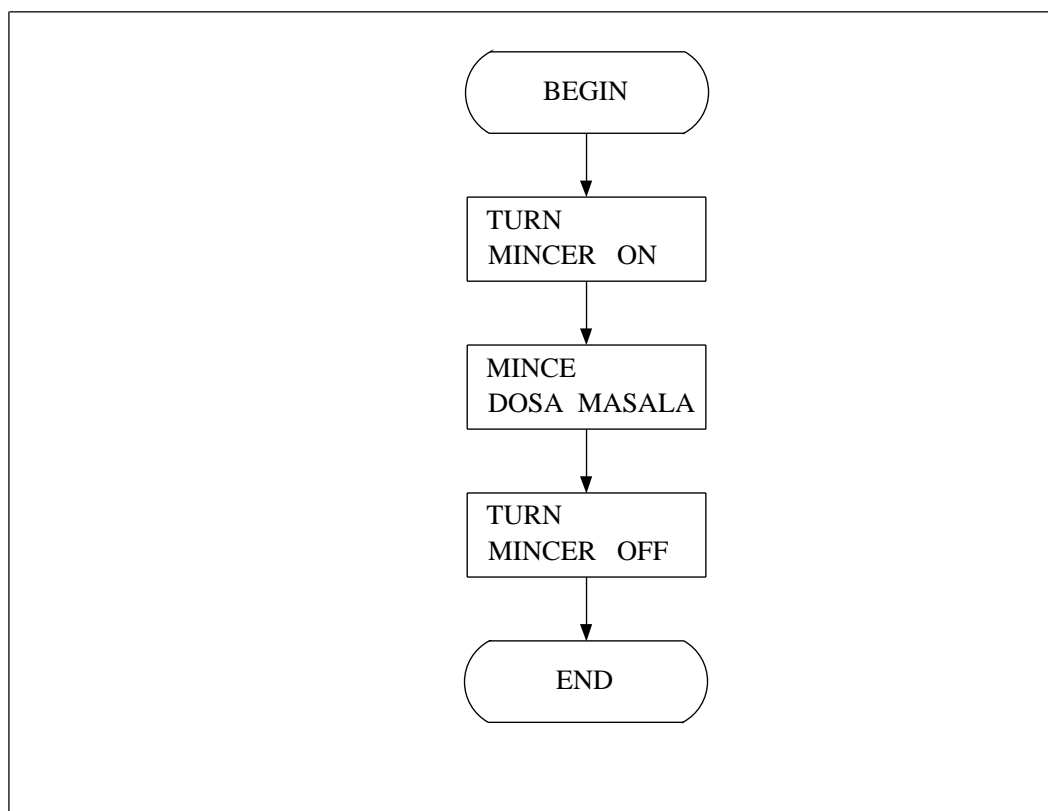 BEGIN
TURN
MINCER ON
MINCE
DOSA MASALA
TURN
MINCER OFF
END